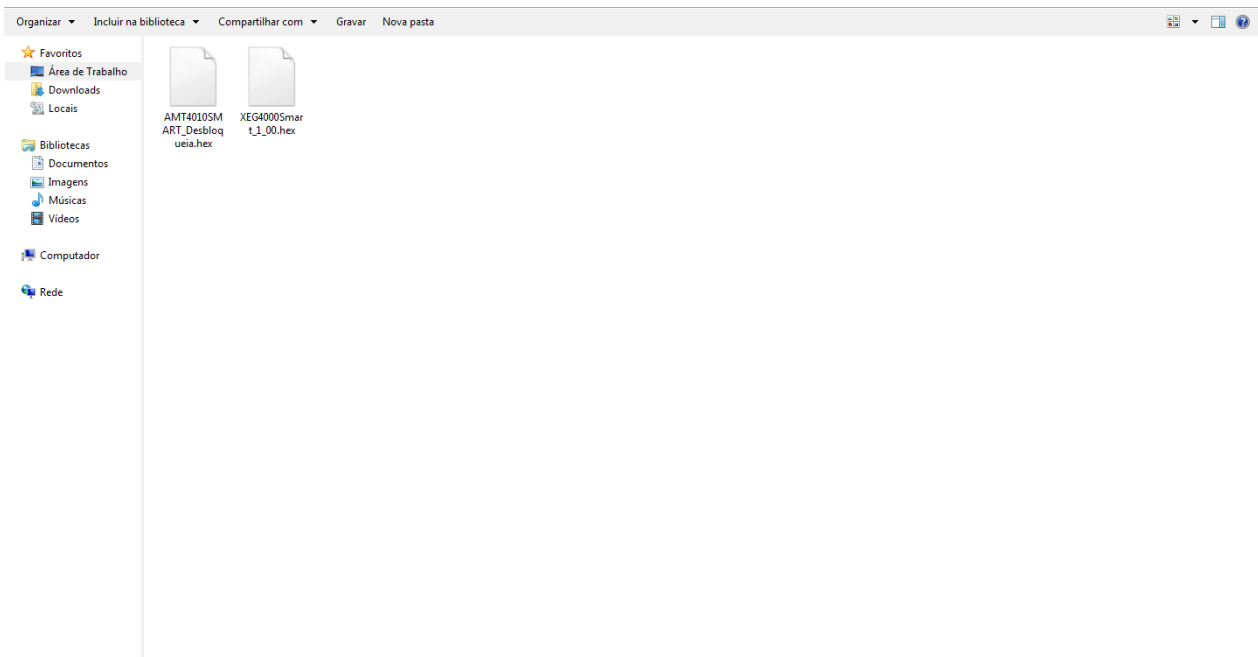 Organizar Incluir na biblioteca Compartilhar com Gravar Nova pasta
Favoritos
Área de Trabalho
Downloads
Locais
Bibliotecas
Documentos
Imagens
Músicas
Vídeos
Computador
Rede
AMT4010SM
ART_Desbloq
ueia.hex
XEG4000Smar
t_1_00.hex